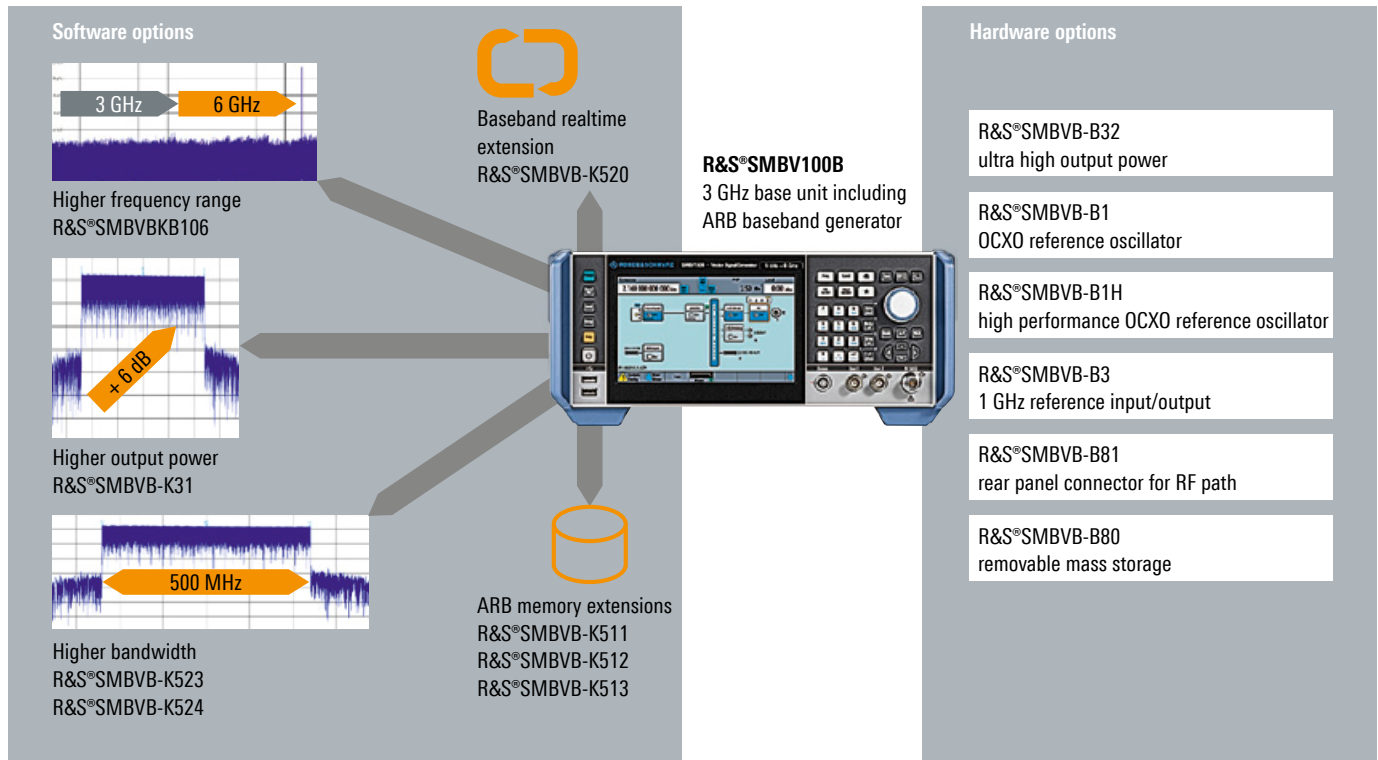 Software options
3 GHz
6 GHz
Higher frequency range
R&S®SMBVBKB106
+ 6 dB
Higher output power
R&S®SMBVB-K31
500 MHz
Higher bandwidth
R&S®SMBVB-K523
R&S®SMBVB-K524
Baseband realtime
extension
R&S®SMBVB-K520
ARB memory extensions
R&S®SMBVB-K511
R&S®SMBVB-K512
R&S®SMBVB-K513
R&S®SMBV100B
3 GHz base unit including
ARB baseband generator
ROHDE&SCHWARZ
Hardware options
R&S®SMBVB-B32
ultra high output power
R&S®SMBVB-B1
OCXO reference oscillator
R&S®SMBVB-B1H
high performance OCXO reference oscillator
R&S®SMBVB-B3
1 GHz reference input/output
R&S®SMBVB-B81
rear panel connector for RF path
R&S®SMBVB-B80
removable mass storage